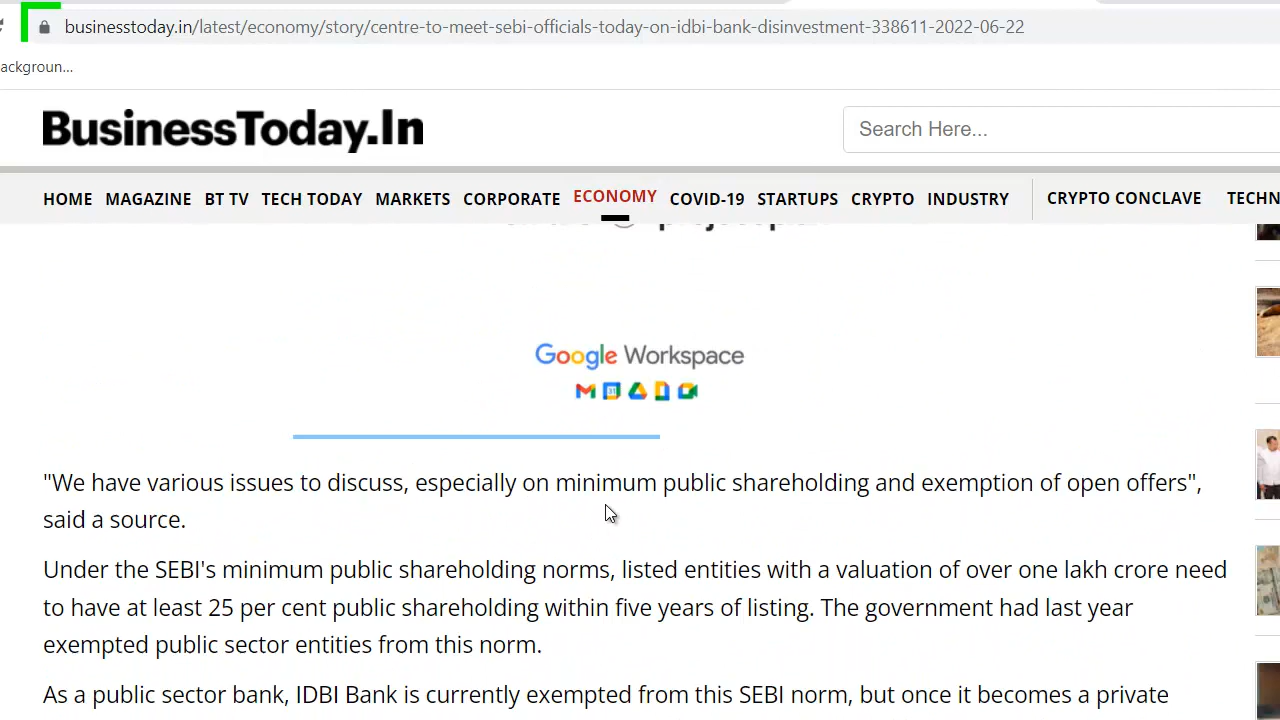 businesstoday.in/latest/economy/story/centre-to-meet-sebi-officials-today-on-idbi-bank-disinvestment-338611-2022-06-22
ackgroun...
BusinessToday.In
Search Here...
HOME MAGAZINE BT TV TECH TODAY MARKETS CORPORATE ECONOMY COVID-19 STARTUPS CRYPTO INDUSTRY CRYPTO CONCLAVE TECHN
Google Workspace
"We have various issues to discuss, especially on minimum public shareholding and exemption of open offers",
said a source.
Under the SEBI's minimum public shareholding norms, listed entities with a valuation of over one lakh crore need
to have at least 25 per cent public shareholding within five years of listing. The government had last year
exempted public sector entities from this norm.
As a public sector bank, IDBI Bank is currently exempted from this SEBI norm, but once it becomes a private